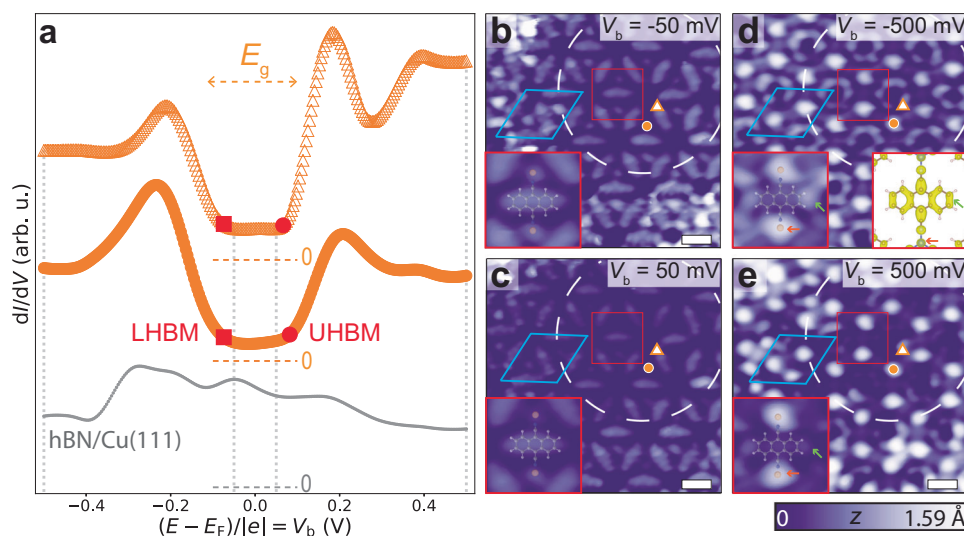 a
E_g
0
LHBM UHBM
0
hBN/Cu(111)
0
dI/dV (arb. u.)
−0.4 −0.2 0.0 0.2 0.4
(E − E_F)/|e| = V_b (V)
b V_b = -50 mV
d V_b = -500 mV
c V_b = 50 mV
e V_b = 500 mV
0 z 1.59 Å